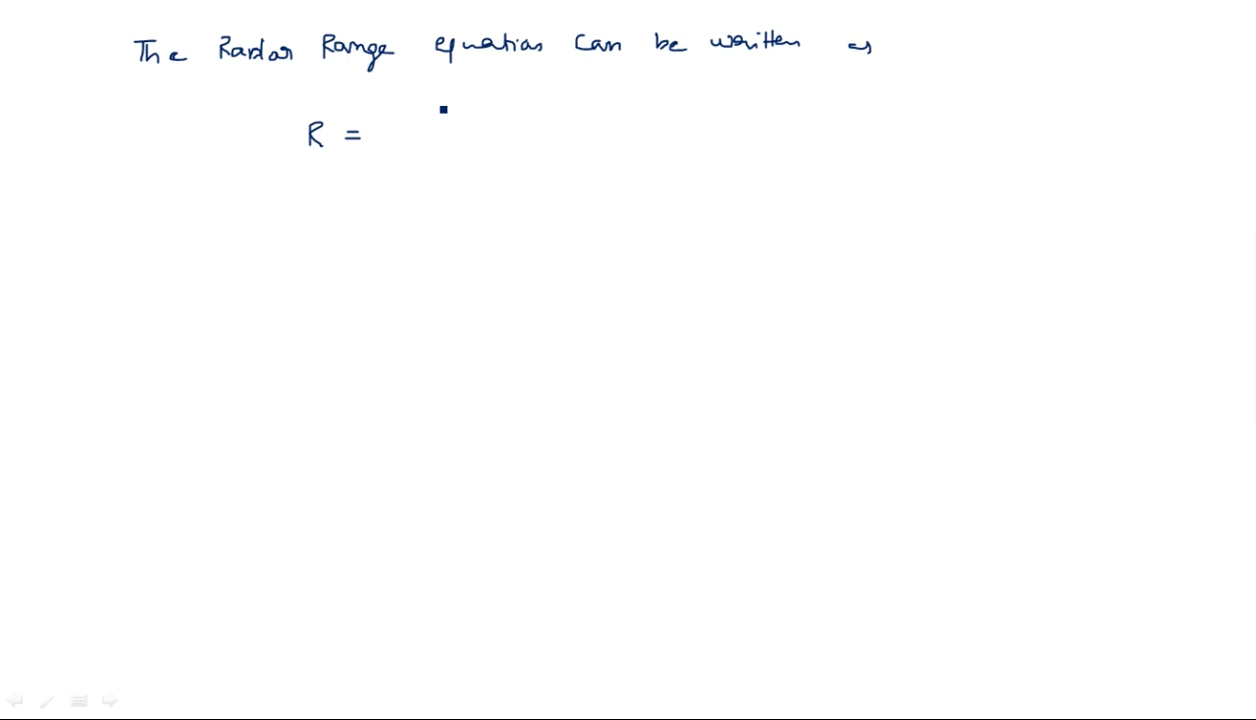 The Radar Range equation can be written as
R =